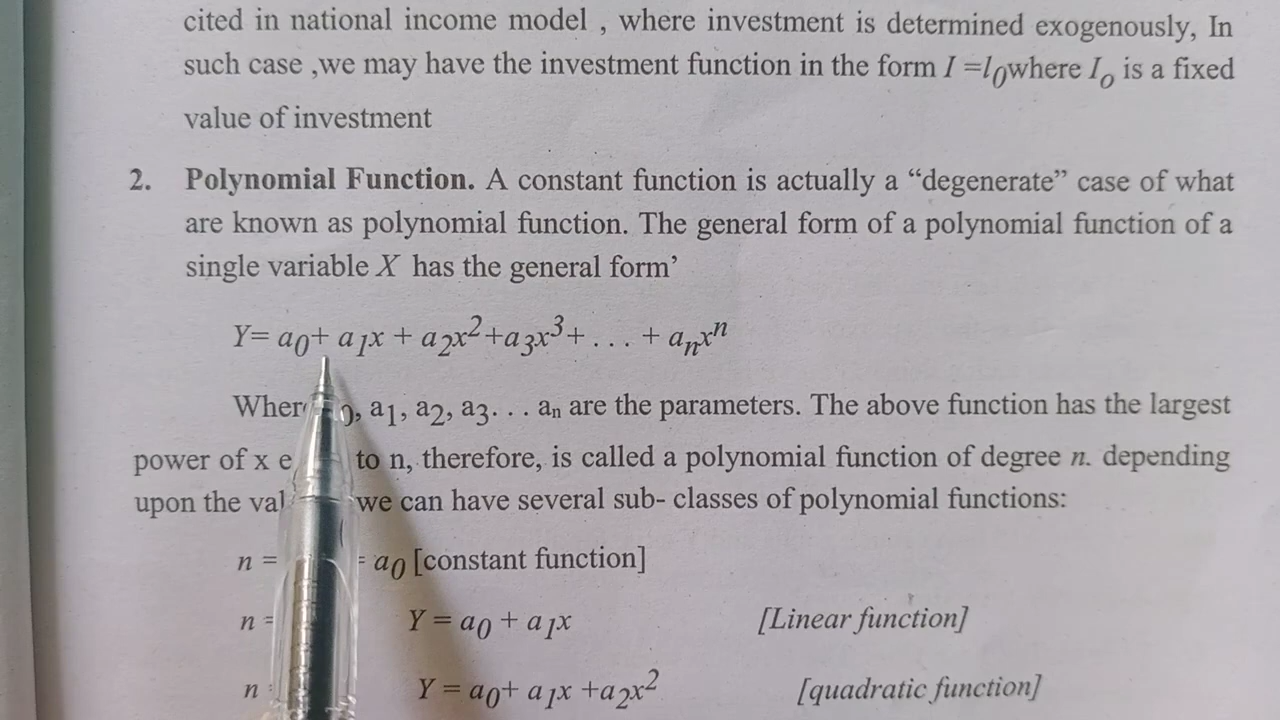 cited in national income model , where investment is determined exogenously, In
such case ,we may have the investment function in the form I =l₀where Iₒ is a fixed
value of investment
2. Polynomial Function. A constant function is actually a “degenerate” case of what
are known as polynomial function. The general form of a polynomial function of a
single variable X has the general form’
Y= a₀+ a₁x + a₂x²+a₃x³+ . . . + aₙxⁿ
Wher ₀, a₁, a₂, a₃. . . aₙ are the parameters. The above function has the largest
power of x e to n, therefore, is called a polynomial function of degree n. depending
upon the val we can have several sub- classes of polynomial functions:
n = = a₀ [constant function]
n = Y = a₀ + a₁x [Linear function]
n Y = a₀+ a₁x +a₂x² [quadratic function]